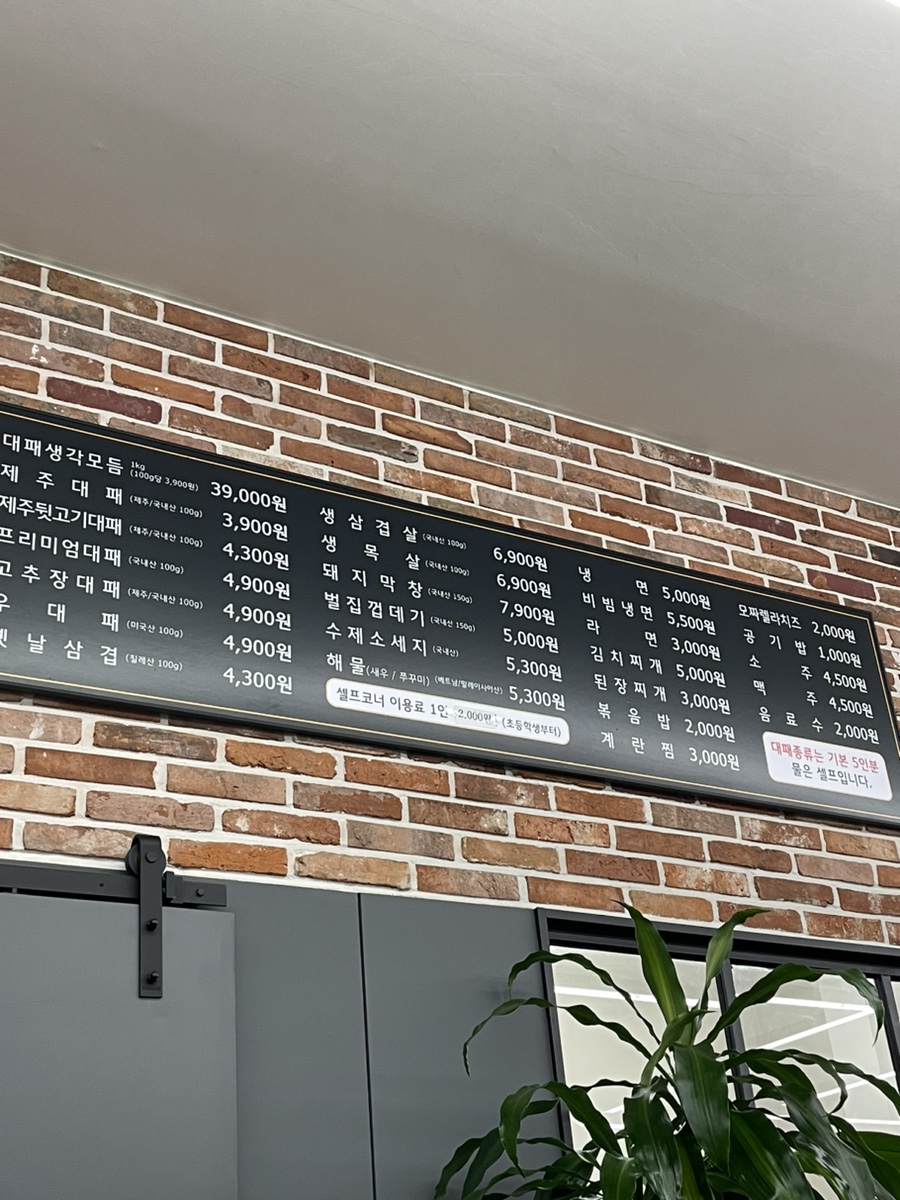 대패생각모듬 1kg (100g당 3,900원) 39,000원
제주대패 (제주/국내산 100g) 3,900원
제주뒷고기대패 (제주/국내산 100g) 4,300원
프리미엄대패 (국내산 100g) 4,900원
고추장대패 (제주/국내산 100g) 4,900원
우대패 (미국산 100g) 4,900원
옛날삼겹 (칠레산 100g) 4,300원
생삼겹살 (국내산 100g) 6,900원
생목살 (국내산 100g) 6,900원
돼지막창 (국내산 150g) 7,900원
벌집껍데기 (국내산 150g) 5,000원
수제소세지 (국내산) 5,300원
해물 (새우 / 쭈꾸미) (베트남/말레이시아산) 5,300원
셀프코너 이용료 1인 2,000원 (초등학생부터)
냉면 5,000원
비빔냉면 5,500원
라면 3,000원
김치찌개 5,000원
된장찌개 3,000원
볶음밥 2,000원
계란찜 3,000원
모짜렐라치즈 2,000원
공기밥 1,000원
소주 4,500원
맥주 4,500원
음료수 2,000원
대패종류는 기본 5인분
물은 셀프입니다.